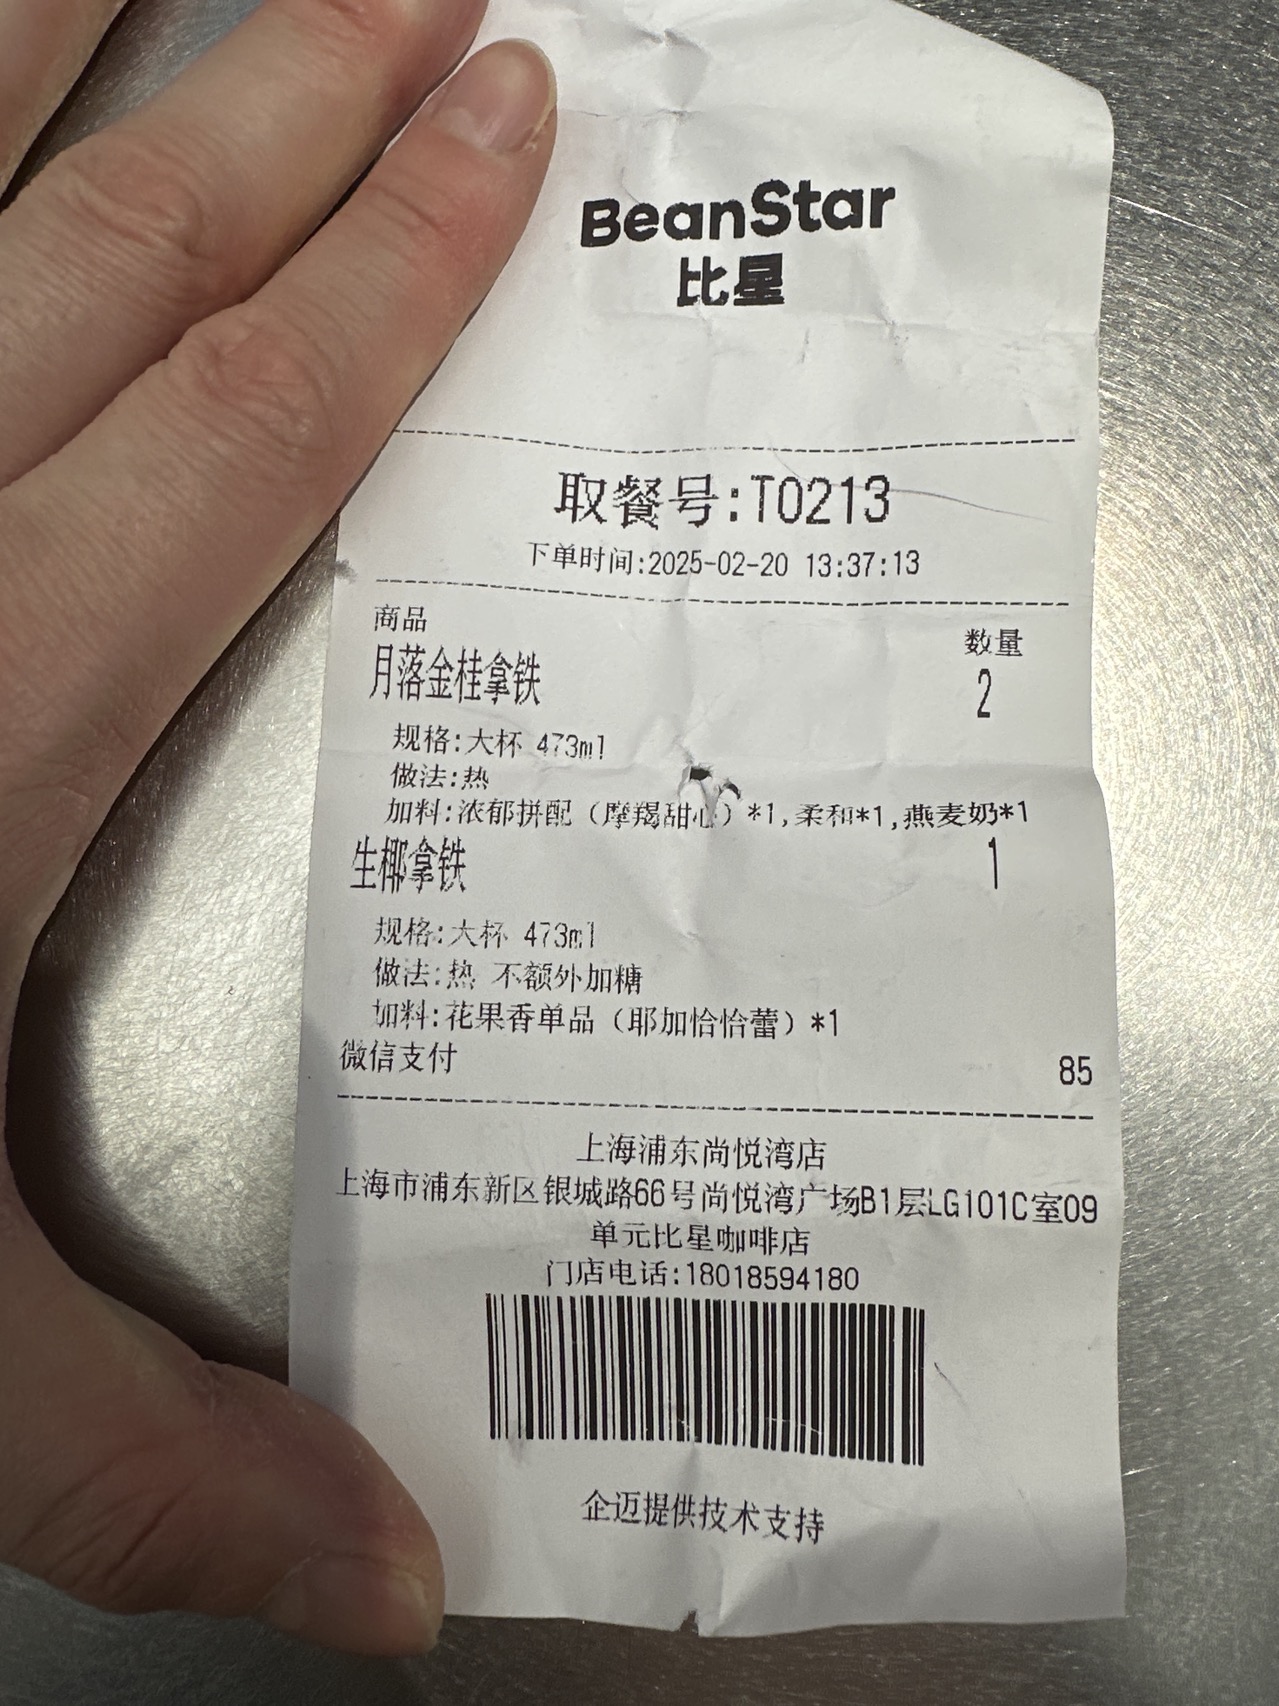 BeanStar
比星
取餐号:T0213
下单时间:2025-02-20 13:37:13
商品 数量
月落金桂拿铁 2
规格:大杯 473ml
做法:热
加料:浓郁拼配（摩羯甜心）*1,柔和*1,燕麦奶*1
生椰拿铁 1
规格:大杯 473ml
做法:热 不额外加糖
加料:花果香单品（耶加恰恰蕾）*1
微信支付 85
上海浦东尚悦湾店
上海市浦东新区银城路66号尚悦湾广场B1层LG101C室09
单元比星咖啡店
门店电话:18018594180
企迈提供技术支持